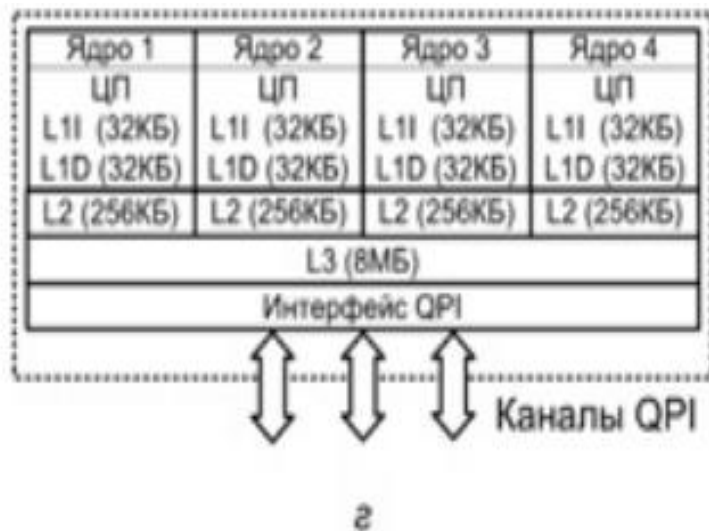 Ядро 1 Ядро 2 Ядро 3 Ядро 4
ЦП ЦП ЦП ЦП
L1I (32КБ) L1I (32КБ) L1I (32КБ) L1I (32КБ)
L1D (32КБ) L1D (32КБ) L1D (32КБ) L1D (32КБ)
L2 (256КБ) L2 (256КБ) L2 (256КБ) L2 (256КБ)
L3 (8МБ)
Интерфейс QPI
Каналы QPI
г